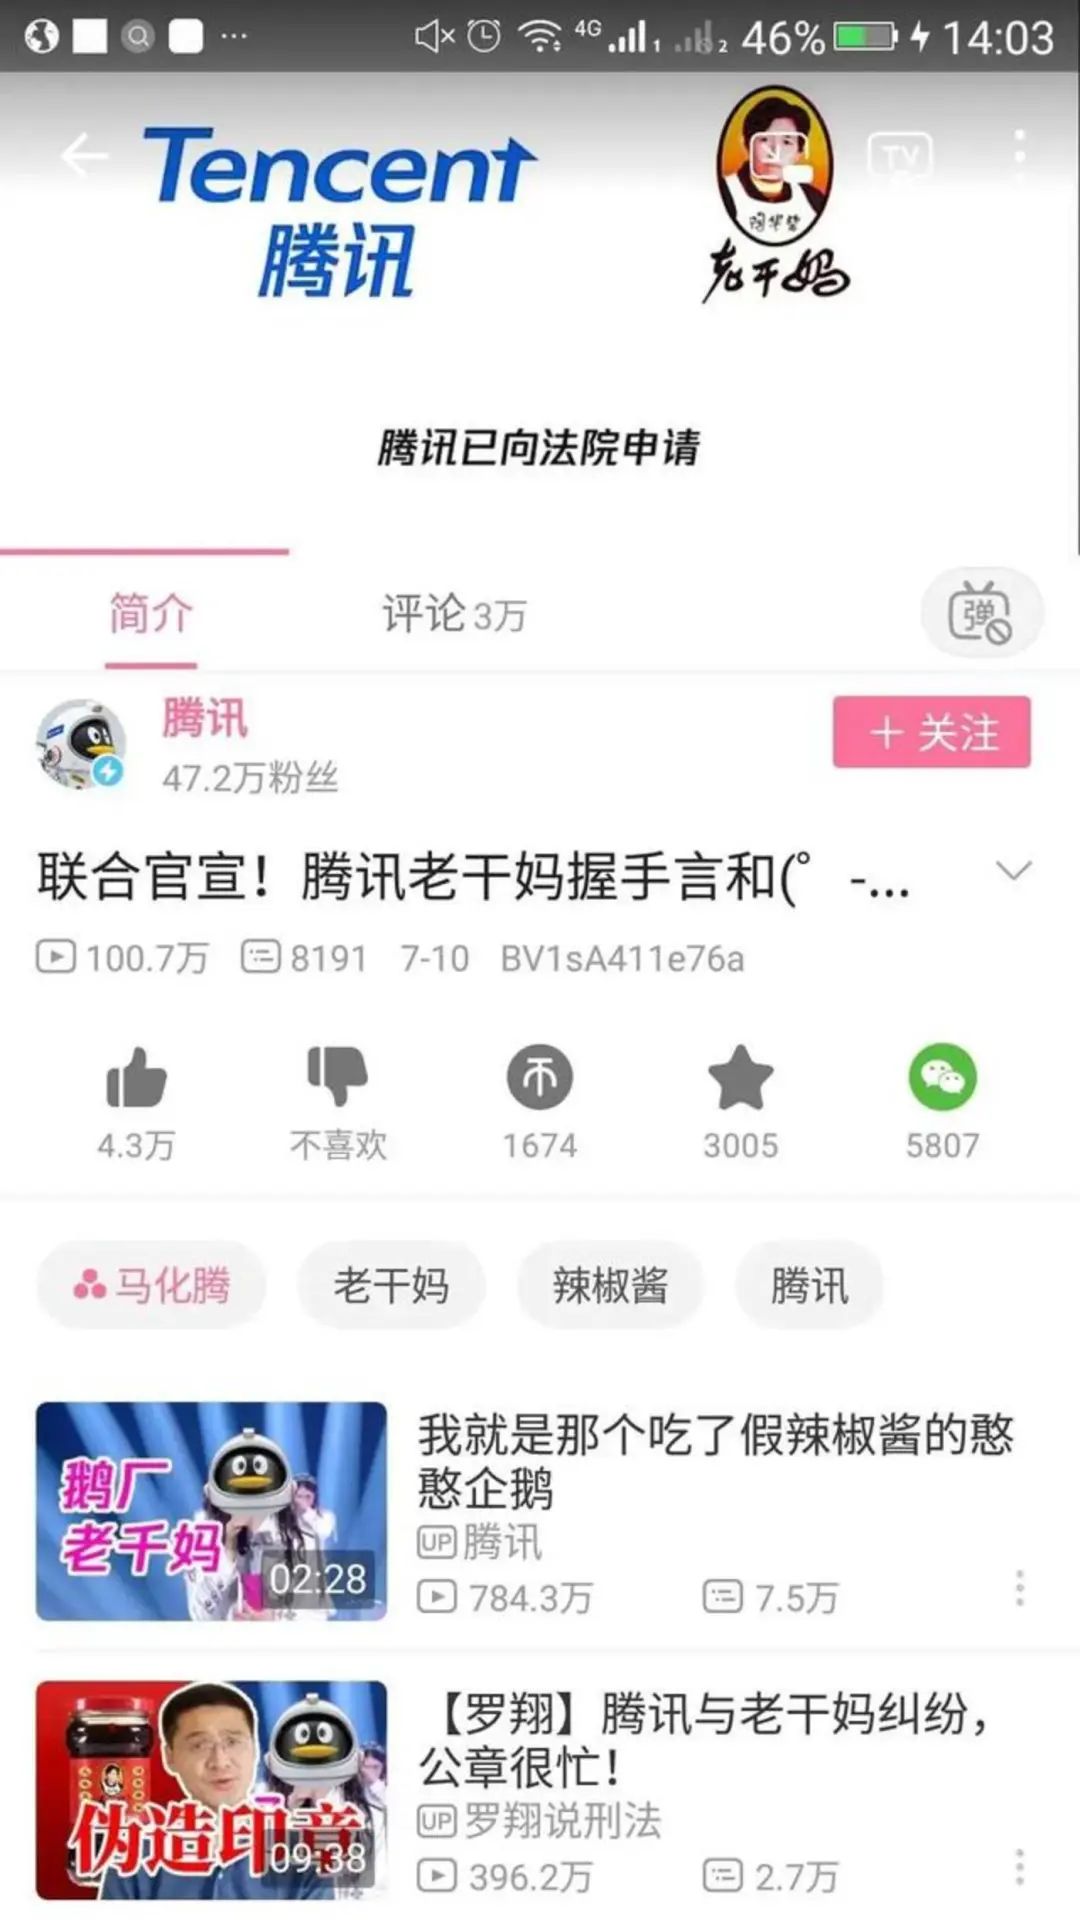 4G 1 2 46% 14:03
Tencent
腾讯
陶华碧
老干妈
TV
腾讯已向法院申请
简介 评论 3万 弹
腾讯
47.2万粉丝
+ 关注
联合官宣！腾讯老干妈握手言和(゜-...
100.7万 8191 7-10 BV1sA411e76a
4.3万 不喜欢 1674 3005 5807
马化腾 老干妈 辣椒酱 腾讯
鹅厂
老干妈
02:28
我就是那个吃了假辣椒酱的憨
憨企鹅
UP 腾讯
784.3万 7.5万
伪造印章
09:38
【罗翔】腾讯与老干妈纠纷，
公章很忙！
UP 罗翔说刑法
396.2万 2.7万